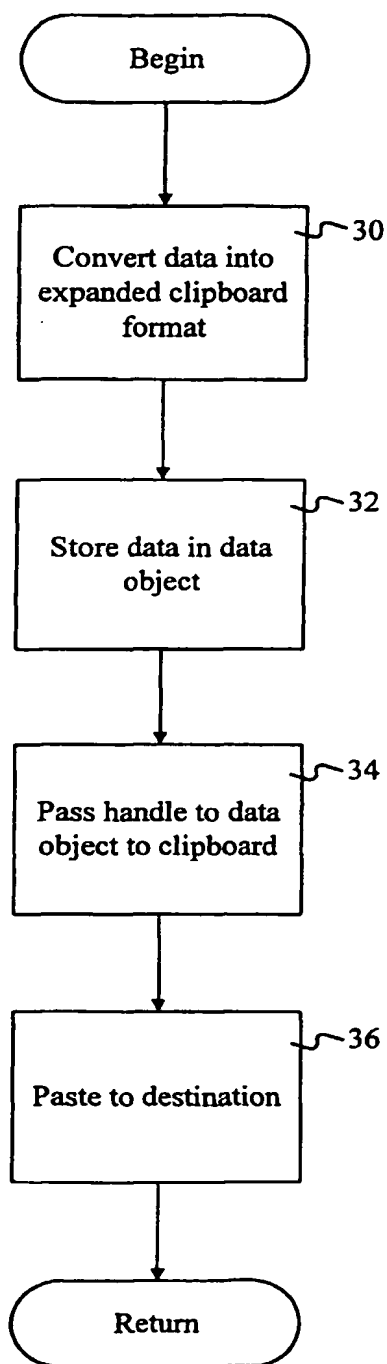 Begin
30
Convert data into
expanded clipboard
format
32
Store data in data
object
34
Pass handle to data
object to clipboard
36
Paste to destination
Return